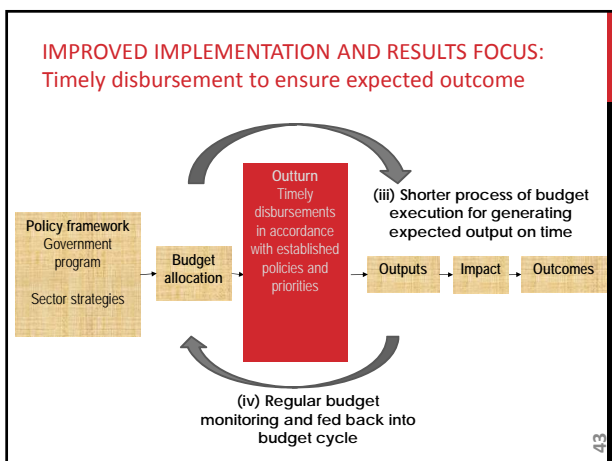 IMPROVED IMPLEMENTATION AND RESULTS FOCUS:
Timely disbursement to ensure expected outcome
Policy framework
Government
program
Sector strategies
Budget
allocation
Outturn
Timely
disbursements
in accordance
with established
policies and
priorities
(iii) Shorter process of budget
execution for generating
expected output on time
Outputs
Impact
Outcomes
(iv) Regular budget
monitoring and fed back into
budget cycle
43